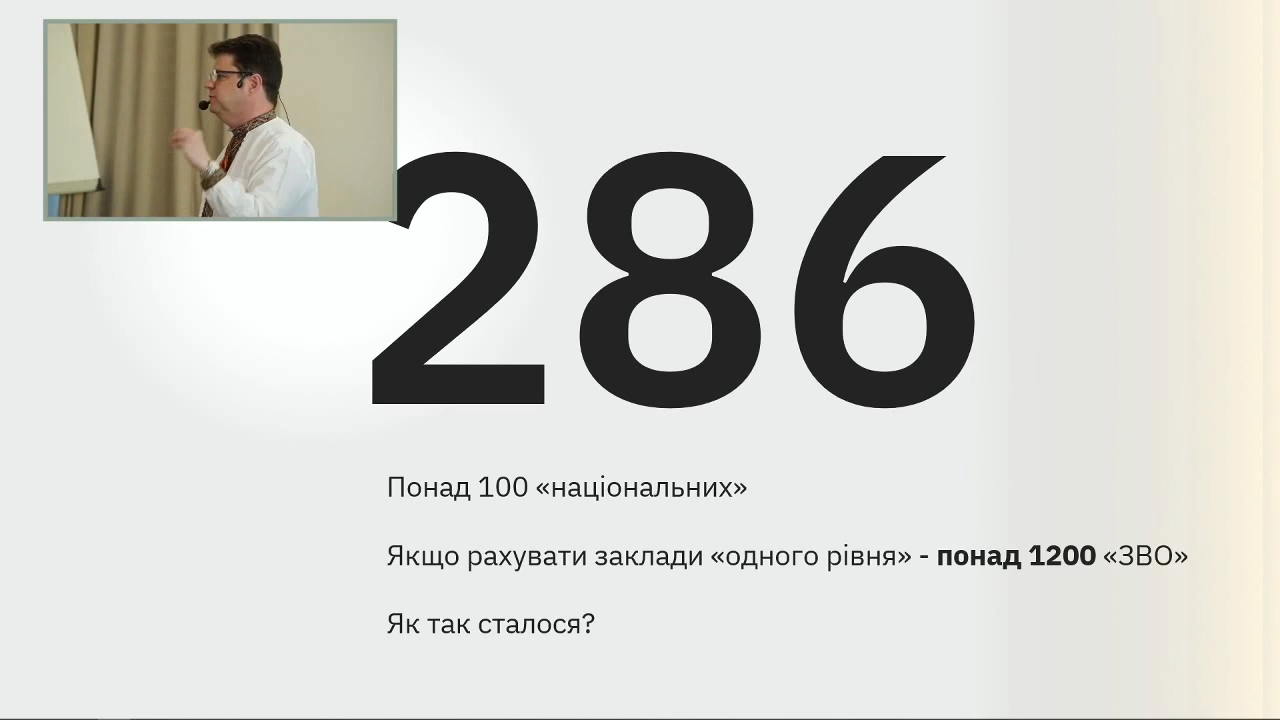 286
Понад 100 «національних»
Якщо рахувати заклади «одного рівня» - понад 1200 «ЗВО»
Як так сталося?